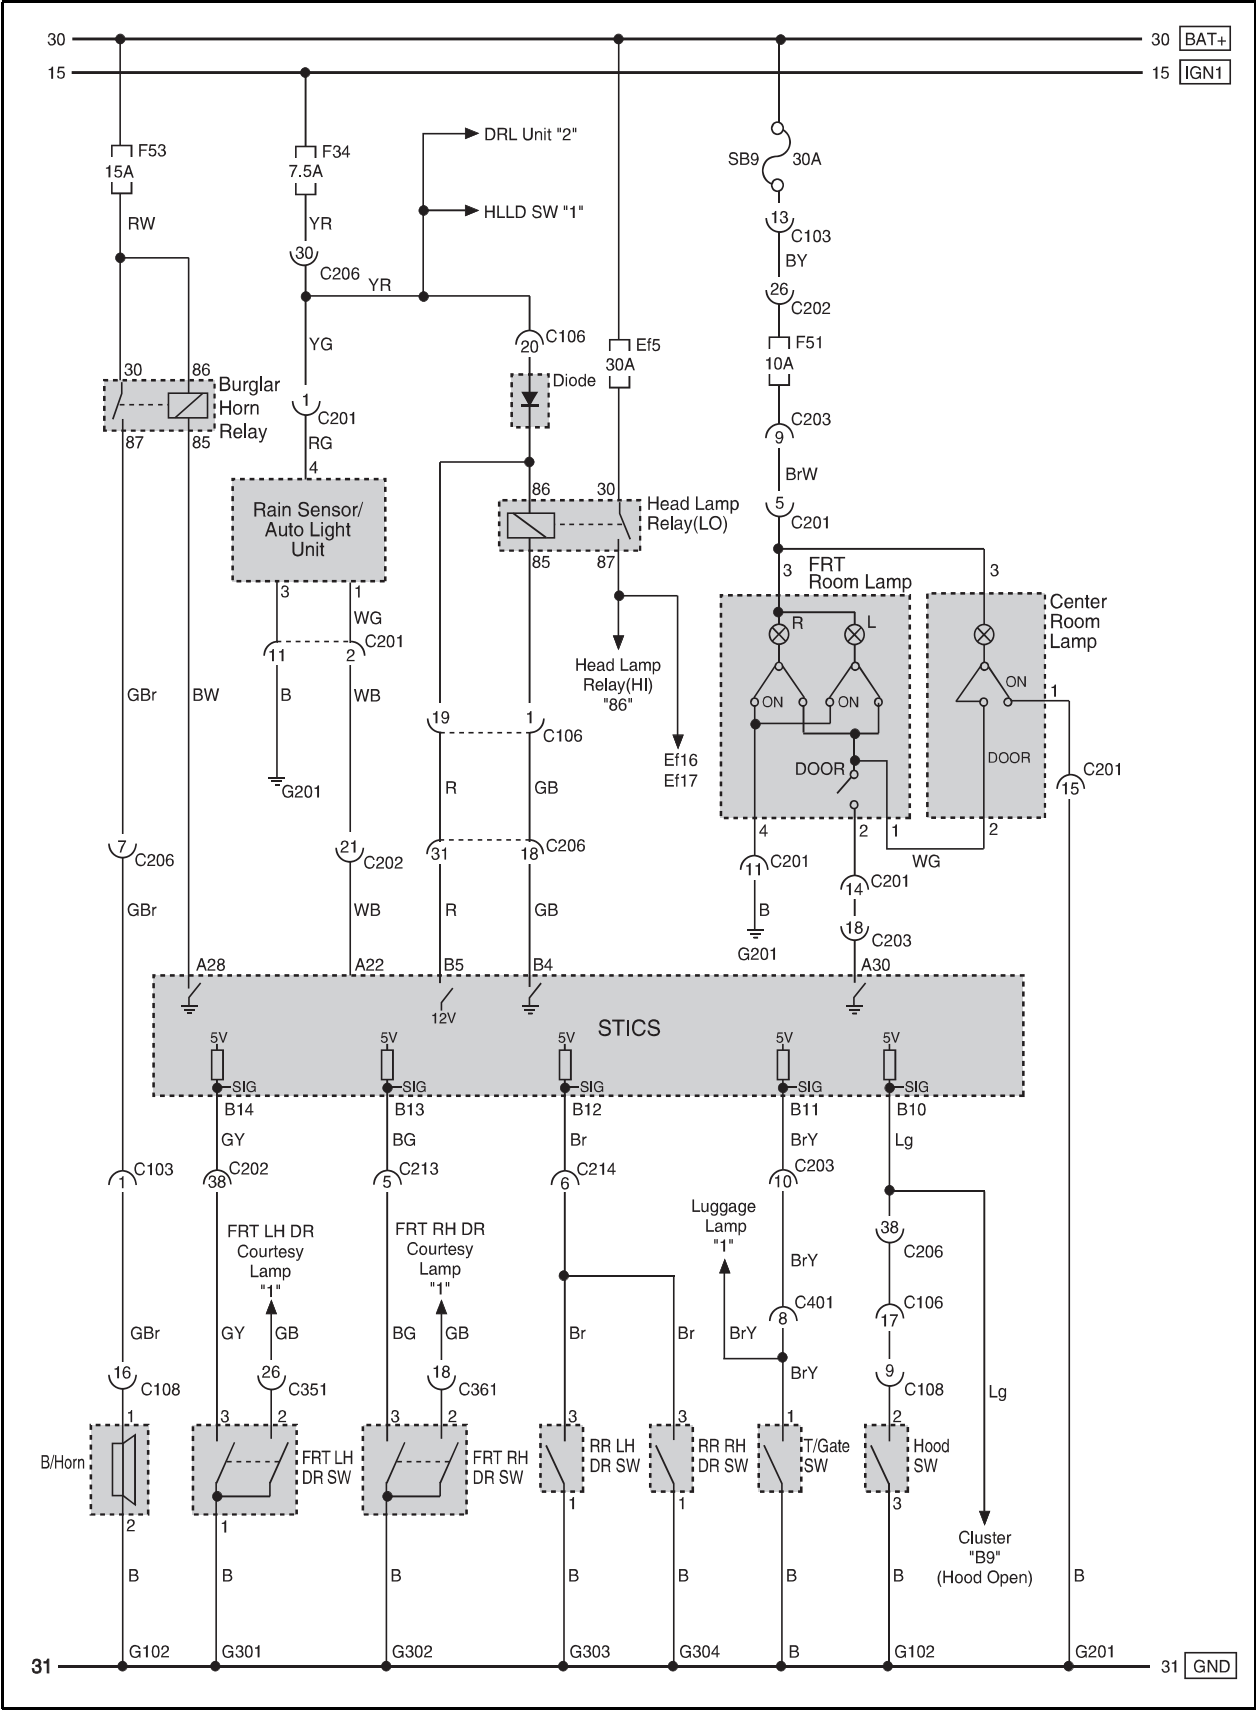 30
30 BAT+
15
15 IGN1
DRL Unit "2"
SB9 30A
F53
15A
F34
7.5A
HLLD SW "1"
RW
YR
13
C103
30
C206
BY
YR
26
C202
YG
20 C106
Ef5
30A
F51
10A
30 86
Burglar
Horn
Relay
87 85
Diode
1
C201
C203
9
RG
4
BrW
86 30
5
C201
Rain Sensor/
Auto Light
Unit
Head Lamp
Relay(LO)
85 87
3
FRT
Room Lamp
3
3 1
WG
C201
11 2
R L
Center
Room
Lamp
Head Lamp
Relay(HI)
"86"
GBr BW B WB
ON ON
ON
1
19 1
C106
DOOR
DOOR
Ef16
Ef17
C201
15
G201
R GB
4 2 1 2
7
C206
21
C202
31 18 C206
11 C201
WG
14 C201
GBr WB R GB
B
18
C203
G201
A28 A22 B5 B4 A30
12V
STICS
5V 5V 5V 5V 5V
SIG SIG SIG SIG SIG
B14 B13 B12 B11 B10
GY BG Br BrY Lg
C103
1
C202
38
C213
5
C214
6
C203
10
Luggage
Lamp
"1"
FRT LH DR
Courtesy
Lamp
"1"
FRT RH DR
Courtesy
Lamp
"1"
38
C206
BrY
C401
8
C106
17
GBr GY GB BG GB Br Br BrY
BrY
16
C108
26
C351
18
C361
9
C108
Lg
1 3 2 3 2 3 3 1 2
B/Horn
FRT LH
DR SW
FRT RH
DR SW
RR LH
DR SW
RR RH
DR SW
T/Gate
SW
Hood
SW
2 1 1 1 3
Cluster
"B9"
(Hood Open)
B B B B B B B B
31 G102 G301 G302 G303 G304 B G102 G201
31 GND